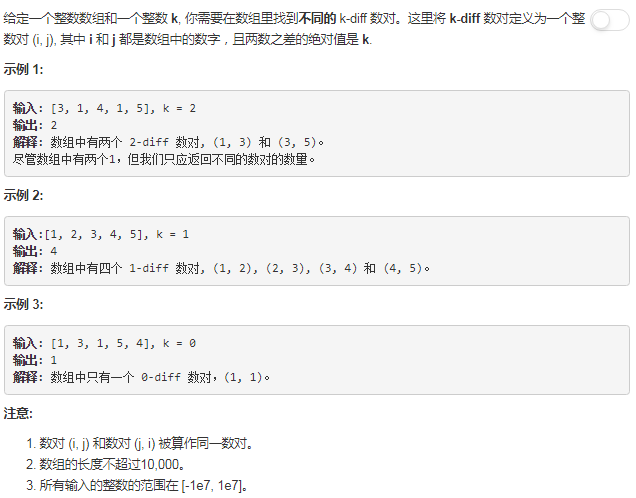 给定一个整数数组和一个整数 k, 你需要在数组里找到不同的 k-diff 数对。这里将 k-diff 数对定义为一个整
数对 (i, j), 其中 i 和 j 都是数组中的数字，且两数之差的绝对值是 k.
示例 1:
输入: [3, 1, 4, 1, 5], k = 2
输出: 2
解释: 数组中有两个 2-diff 数对, (1, 3) 和 (3, 5)。
尽管数组中有两个1，但我们只应返回不同的数对的数量。
示例 2:
输入:[1, 2, 3, 4, 5], k = 1
输出: 4
解释: 数组中有四个 1-diff 数对, (1, 2), (2, 3), (3, 4) 和 (4, 5)。
示例 3:
输入: [1, 3, 1, 5, 4], k = 0
输出: 1
解释: 数组中只有一个 0-diff 数对，(1, 1)。
注意:
1. 数对 (i, j) 和数对 (j, i) 被算作同一数对。
2. 数组的长度不超过10,000。
3. 所有输入的整数的范围在 [-1e7, 1e7]。